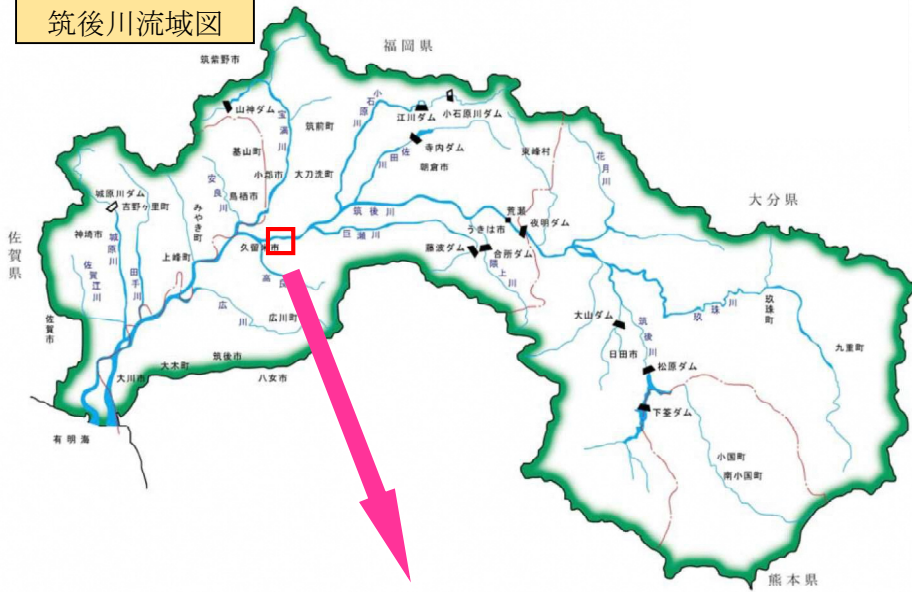 筑後川流域図
福岡県
筑紫野市
山神ダム
宝満川
筑前町
小石原川
江川ダム
小石原川ダム
寺内ダム
佐田川
朝倉市
東峰村
花月川
大分県
基山町
小郡市
大刀洗町
安良川
鳥栖市
城原川ダム
吉野ヶ里町
みやき町
筑後川
荒瀬
夜明ダム
うきは市
佐賀県
神埼市
城原川
田手川
上峰町
久留米市
巨瀬川
藤波ダム
合所ダム
隈上川
佐賀江川
高良
広川
広川町
佐賀市
大山ダム
筑後川
玖珠川
玖珠町
九重町
日田市
松原ダム
筑後市
大木町
大川市
八女市
下筌ダム
有明海
小国町
南小国町
熊本県